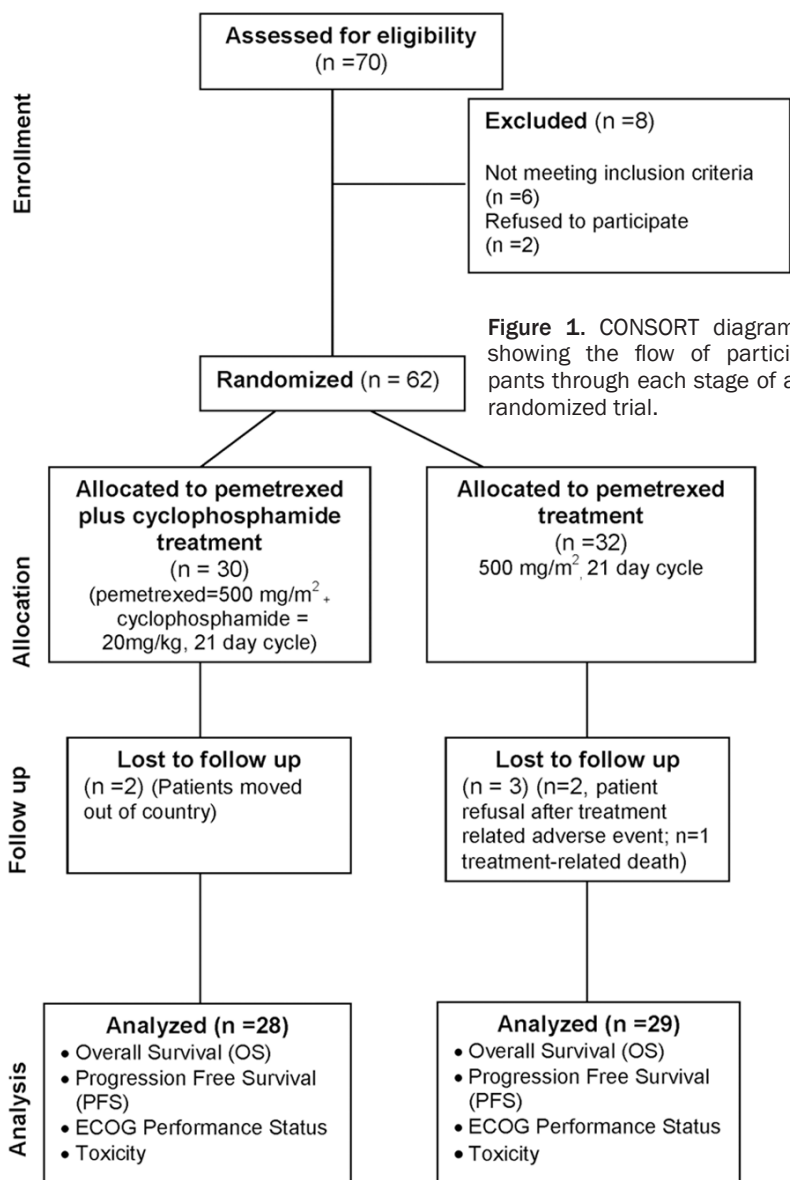 Assessed for eligibility
(n =70)
Enrollment
Excluded (n =8)
Not meeting inclusion criteria
(n =6)
Refused to participate
(n =2)
Figure 1. CONSORT diagram
showing the flow of partici
pants through each stage of a
randomized trial.
Randomized (n = 62)
Allocation
Allocated to pemetrexed
plus cyclophosphamide
treatment
(n = 30)
(pemetrexed=500 mg/m² +
cyclophosphamide =
20mg/kg, 21 day cycle)
Allocated to pemetrexed
treatment
(n =32)
500 mg/m², 21 day cycle
Follow up
Lost to follow up
(n =2) (Patients moved
out of country)
Lost to follow up
(n = 3) (n=2, patient
refusal after treatment
related adverse event; n=1
treatment-related death)
Analysis
Analyzed (n =28)
• Overall Survival (OS)
• Progression Free Survival
(PFS)
• ECOG Performance Status
• Toxicity
Analyzed (n =29)
• Overall Survival (OS)
• Progression Free Survival
(PFS)
• ECOG Performance Status
• Toxicity